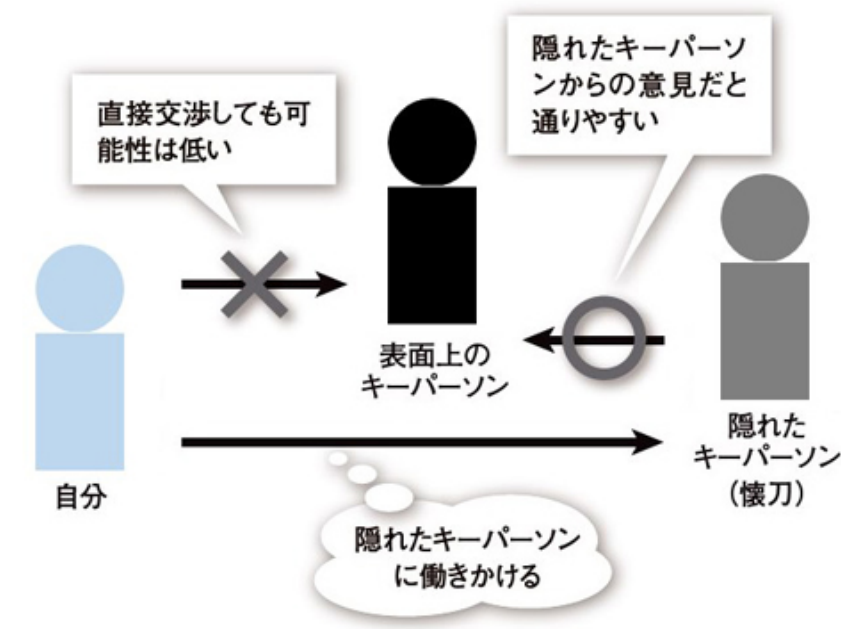 直接交渉しても可
能性は低い
隠れたキーパーソ
ンからの意見だと
通りやすい
表面上の
キーパーソン
自分
隠れた
キーパーソン
（懐刀）
隠れたキーパーソン
に働きかける